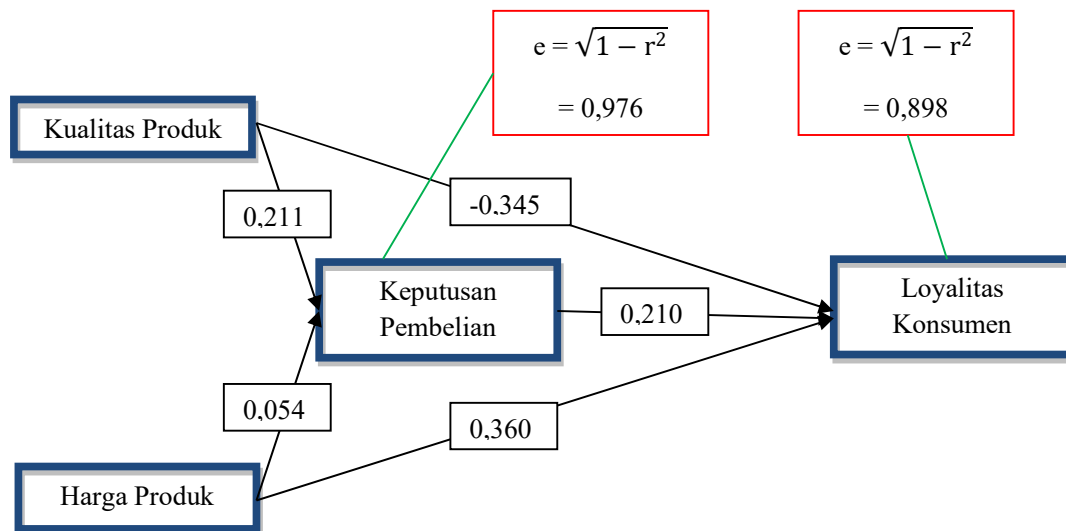 e = √1 − r²
= 0,976
e = √1 − r²
= 0,898
Kualitas Produk
0,211
-0,345
Keputusan
Pembelian
0,210
Loyalitas
Konsumen
0,054
0,360
Harga Produk